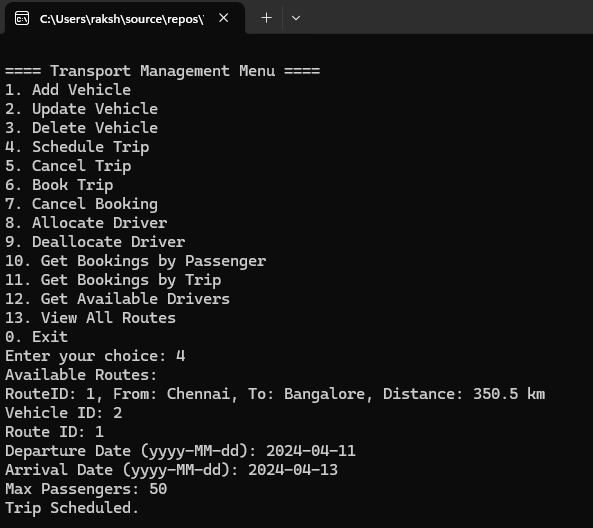 C:\Users\raksh\source\repos\
==== Transport Management Menu ====
1. Add Vehicle
2. Update Vehicle
3. Delete Vehicle
4. Schedule Trip
5. Cancel Trip
6. Book Trip
7. Cancel Booking
8. Allocate Driver
9. Deallocate Driver
10. Get Bookings by Passenger
11. Get Bookings by Trip
12. Get Available Drivers
13. View All Routes
0. Exit
Enter your choice: 4
Available Routes:
RouteID: 1, From: Chennai, To: Bangalore, Distance: 350.5 km
Vehicle ID: 2
Route ID: 1
Departure Date (yyyy-MM-dd): 2024-04-11
Arrival Date (yyyy-MM-dd): 2024-04-13
Max Passengers: 50
Trip Scheduled.